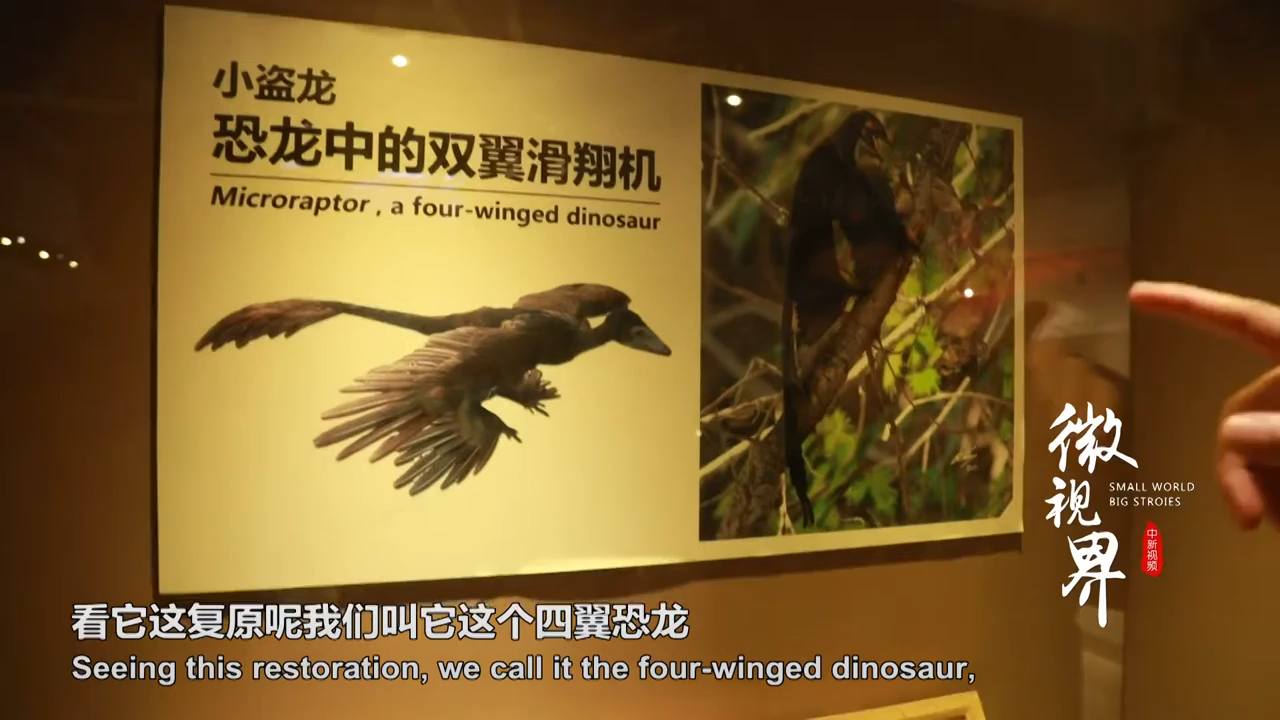 小盗龙
恐龙中的双翼滑翔机
Microraptor , a four-winged dinosaur
微视界
SMALL WORLD
BIG STROIES
中新视频
看它这复原呢我们叫它这个四翼恐龙
Seeing this restoration, we call it the four-winged dinosaur,